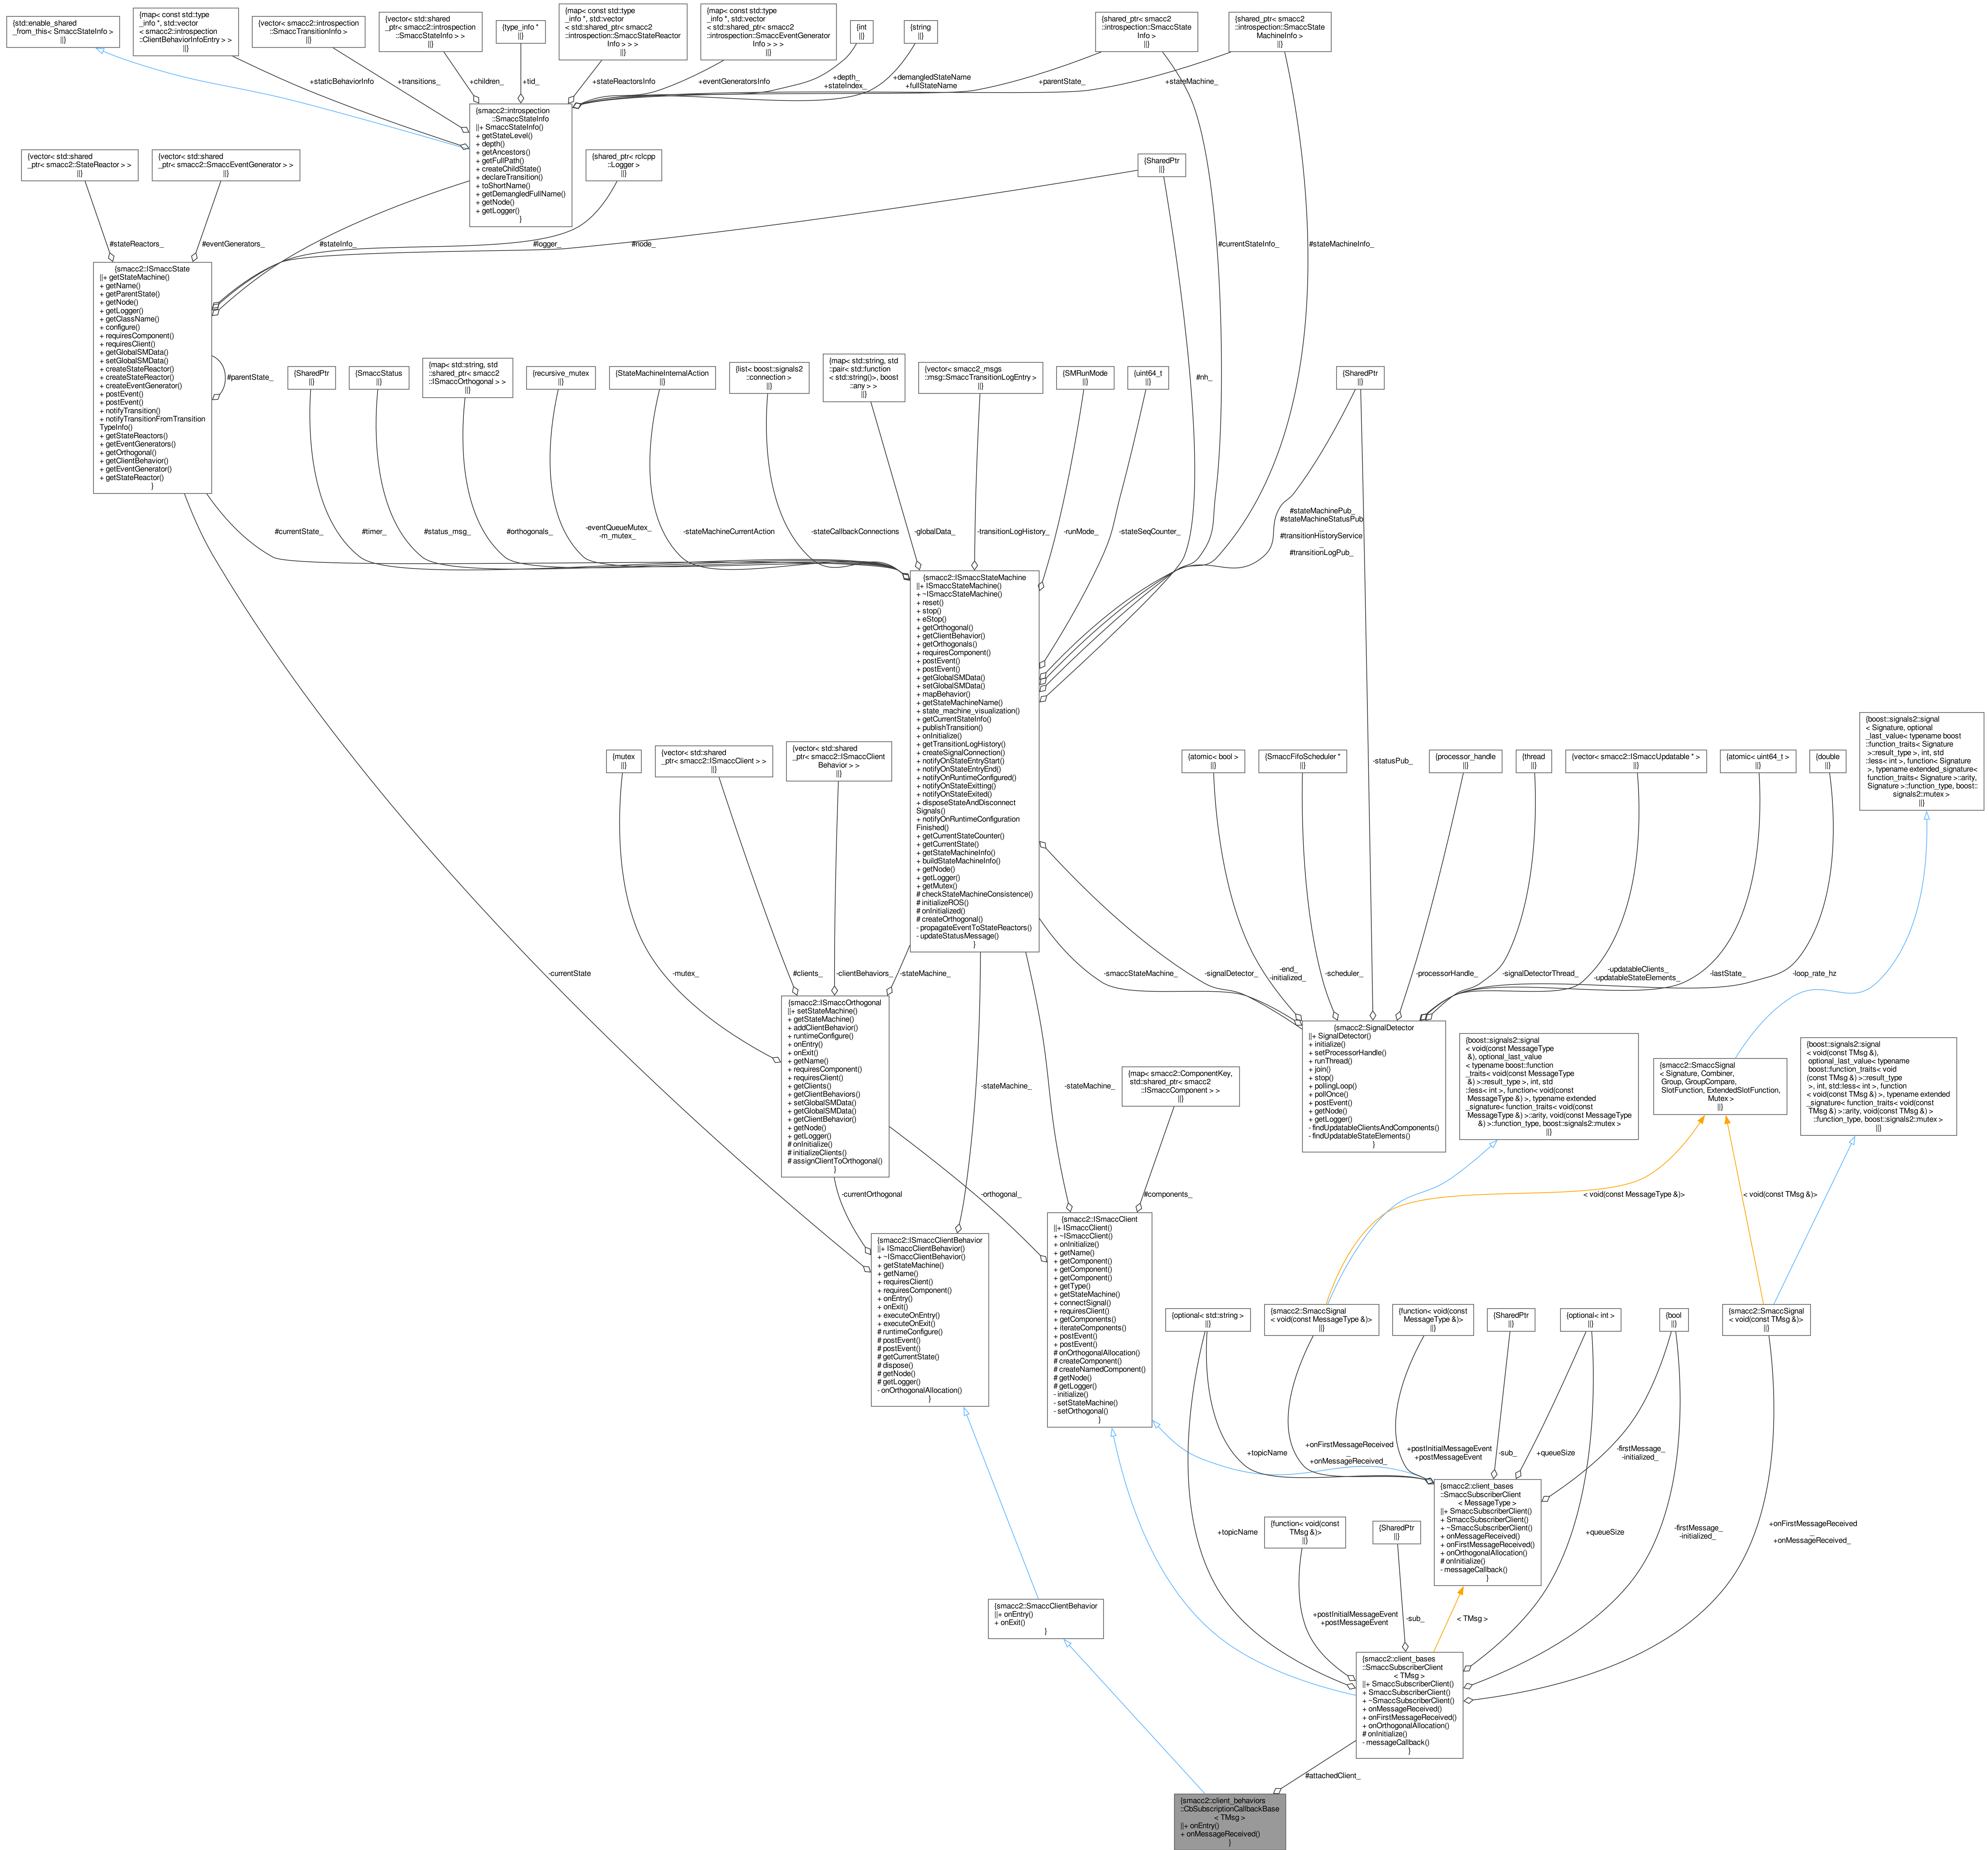 {std::enable_shared
_from_this< SmaccStateInfo >
||}
{map< const std::type
_info *, std::vector
< smacc2::introspection
::ClientBehaviorInfoEntry > >
||}
{vector< smacc2::introspection
::SmaccTransitionInfo >
||}
{vector< std::shared
_ptr< smacc2::introspection
::SmaccStateInfo > >
||}
{type_info *
||}
{map< const std::type
_info *, std::vector
< std::shared_ptr< smacc2
::introspection::SmaccStateReactor
Info > > >
||}
{map< const std::type
_info *, std::vector
< std::shared_ptr< smacc2
::introspection::SmaccEventGenerator
Info > > >
||}
{int
||}
{string
||}
{shared_ptr< smacc2
::introspection::SmaccState
Info >
||}
{shared_ptr< smacc2
::introspection::SmaccState
MachineInfo >
||}
+staticBehaviorInfo
+transitions_
+children_
+tid_
+stateReactorsInfo
+eventGeneratorsInfo
+depth_
+stateIndex_
+demangledStateName
+fullStateName
+parentState_
+stateMachine_
{smacc2::introspection
::SmaccStateInfo
||+ SmaccStateInfo()
+ getStateLevel()
+ depth()
+ getAncestors()
+ getFullPath()
+ createChildState()
+ declareTransition()
+ toShortName()
+ getDemangledFullName()
+ getNode()
+ getLogger()
}
{vector< std::shared
_ptr< smacc2::StateReactor > >
||}
{vector< std::shared
_ptr< smacc2::SmaccEventGenerator > >
||}
{shared_ptr< rclcpp
::Logger >
||}
{SharedPtr
||}
#stateReactors_
#eventGenerators_
#stateInfo_
#logger_
#node_
#currentStateInfo_
#stateMachineInfo_
{smacc2::ISmaccState
||+ getStateMachine()
+ getName()
+ getParentState()
+ getNode()
+ getLogger()
+ getClassName()
+ configure()
+ requiresComponent()
+ requiresClient()
+ getGlobalSMData()
+ setGlobalSMData()
+ createStateReactor()
+ createStateReactor()
+ createEventGenerator()
+ postEvent()
+ postEvent()
+ notifyTransition()
+ notifyTransitionFromTransition
TypeInfo()
+ getStateReactors()
+ getEventGenerators()
+ getOrthogonal()
+ getClientBehavior()
+ getEventGenerator()
+ getStateReactor()
}
#parentState_
{SharedPtr
||}
{SmaccStatus
||}
{map< std::string, std
::shared_ptr< smacc2
::ISmaccOrthogonal > >
||}
{recursive_mutex
||}
{StateMachineInternalAction
||}
{list< boost::signals2
::connection >
||}
{map< std::string, std
::pair< std::function
< std::string()>, boost
::any > >
||}
{vector< smacc2_msgs
::msg::SmaccTransitionLogEntry >
||}
{SMRunMode
||}
{uint64_t
||}
#nh_
{SharedPtr
||}
#currentState_
#timer_
#status_msg_
#orthogonals_
-eventQueueMutex_
-m_mutex_
-stateMachineCurrentAction
-stateCallbackConnections
-globalData_
-transitionLogHistory_
-runMode_
-stateSeqCounter_
#stateMachinePub_
#stateMachineStatusPub
_
#transitionHistoryService
_
#transitionLogPub_
{smacc2::ISmaccStateMachine
||+ ISmaccStateMachine()
+ ~ISmaccStateMachine()
+ reset()
+ stop()
+ eStop()
+ getOrthogonal()
+ getClientBehavior()
+ getOrthogonals()
+ requiresComponent()
+ postEvent()
+ postEvent()
+ getGlobalSMData()
+ setGlobalSMData()
+ mapBehavior()
+ getStateMachineName()
+ state_machine_visualization()
+ getCurrentStateInfo()
+ publishTransition()
+ onInitialize()
+ getTransitionLogHistory()
+ createSignalConnection()
+ notifyOnStateEntryStart()
+ notifyOnStateEntryEnd()
+ notifyOnRuntimeConfigured()
+ notifyOnStateExitting()
+ notifyOnStateExited()
+ disposeStateAndDisconnect
Signals()
+ notifyOnRuntimeConfiguration
Finished()
+ getCurrentStateCounter()
+ getCurrentState()
+ getStateMachineInfo()
+ buildStateMachineInfo()
+ getNode()
+ getLogger()
+ getMutex()
# checkStateMachineConsistence()
# initializeROS()
# onInitialized()
# createOrthogonal()
- propagateEventToStateReactors()
- updateStatusMessage()
}
{mutex
||}
{vector< std::shared
_ptr< smacc2::ISmaccClient > >
||}
{vector< std::shared
_ptr< smacc2::ISmaccClient
Behavior > >
||}
{atomic< bool >
||}
{SmaccFifoScheduler *
||}
-statusPub_
{processor_handle
||}
{thread
||}
{vector< smacc2::ISmaccUpdatable * >
||}
{atomic< uint64_t >
||}
{double
||}
{boost::signals2::signal
< Signature, optional
_last_value< typename boost
::function_traits< Signature
>::result_type >, int, std
::less< int >, function< Signature
>, typename extended_signature<
function_traits< Signature >::arity,
Signature >::function_type, boost::
signals2::mutex >
||}
-currentState
-mutex_
#clients_
-clientBehaviors_
-stateMachine_
-smaccStateMachine_
-signalDetector_
-end_
-initialized_
-scheduler_
-processorHandle_
-signalDetectorThread_
-updatableClients_
-updatableStateElements_
-lastState_
-loop_rate_hz
{smacc2::ISmaccOrthogonal
||+ setStateMachine()
+ getStateMachine()
+ addClientBehavior()
+ runtimeConfigure()
+ onEntry()
+ onExit()
+ getName()
+ requiresComponent()
+ requiresClient()
+ getClients()
+ getClientBehaviors()
+ setGlobalSMData()
+ getGlobalSMData()
+ getClientBehavior()
+ getNode()
+ getLogger()
# onInitialize()
# initializeClients()
# assignClientToOrthogonal()
}
{smacc2::SignalDetector
||+ SignalDetector()
+ initialize()
+ setProcessorHandle()
+ runThread()
+ join()
+ stop()
+ pollingLoop()
+ pollOnce()
+ postEvent()
+ getNode()
+ getLogger()
- findUpdatableClientsAndComponents()
- findUpdatableStateElements()
}
{boost::signals2::signal
< void(const MessageType
&), optional_last_value
< typename boost::function
_traits< void(const MessageType
&) >::result_type >, int, std
::less< int >, function< void(const
MessageType &) >, typename extended
_signature< function_traits< void(const
MessageType &) >::arity, void(const MessageType
&) >::function_type, boost::signals2::mutex >
||}
{smacc2::SmaccSignal
< Signature, Combiner,
Group, GroupCompare,
SlotFunction, ExtendedSlotFunction,
Mutex >
||}
{boost::signals2::signal
< void(const TMsg &),
optional_last_value< typename
boost::function_traits< void
(const TMsg &) >::result_type
>, int, std::less< int >, function
< void(const TMsg &) >, typename extended
_signature< function_traits< void(const
TMsg &) >::arity, void(const TMsg &) >
::function_type, boost::signals2::mutex >
||}
-stateMachine_
-stateMachine_
{map< smacc2::ComponentKey,
std::shared_ptr< smacc2
::ISmaccComponent > >
||}
-currentOrthogonal
-orthogonal_
#components_
< void(const MessageType &)>
< void(const TMsg &)>
{smacc2::ISmaccClientBehavior
||+ ISmaccClientBehavior()
+ ~ISmaccClientBehavior()
+ getStateMachine()
+ getName()
+ requiresClient()
+ requiresComponent()
+ onEntry()
+ onExit()
+ executeOnEntry()
+ executeOnExit()
# runtimeConfigure()
# postEvent()
# postEvent()
# getCurrentState()
# dispose()
# getNode()
# getLogger()
- onOrthogonalAllocation()
}
{smacc2::ISmaccClient
||+ ISmaccClient()
+ ~ISmaccClient()
+ onInitialize()
+ getName()
+ getComponent()
+ getComponent()
+ getComponent()
+ getType()
+ getStateMachine()
+ connectSignal()
+ requiresClient()
+ getComponents()
+ iterateComponents()
+ postEvent()
+ postEvent()
# onOrthogonalAllocation()
# createComponent()
# createNamedComponent()
# getNode()
# getLogger()
- initialize()
- setStateMachine()
- setOrthogonal()
}
{optional< std::string >
||}
{smacc2::SmaccSignal
< void(const MessageType &)>
||}
{function< void(const
MessageType &)>
||}
{SharedPtr
||}
{optional< int >
||}
{bool
||}
{smacc2::SmaccSignal
< void(const TMsg &)>
||}
+topicName
+onFirstMessageReceived
_
+onMessageReceived_
+postInitialMessageEvent
+postMessageEvent
-sub_
+queueSize
-firstMessage_
-initialized_
{smacc2::client_bases
::SmaccSubscriberClient
< MessageType >
||+ SmaccSubscriberClient()
+ SmaccSubscriberClient()
+ ~SmaccSubscriberClient()
+ onMessageReceived()
+ onFirstMessageReceived()
+ onOrthogonalAllocation()
# onInitialize()
- messageCallback()
}
+topicName
{function< void(const
TMsg &)>
||}
{SharedPtr
||}
+queueSize
-firstMessage_
-initialized_
+onFirstMessageReceived
_
+onMessageReceived_
{smacc2::SmaccClientBehavior
||+ onEntry()
+ onExit()
}
+postInitialMessageEvent
+postMessageEvent
-sub_
< TMsg >
{smacc2::client_bases
::SmaccSubscriberClient
< TMsg >
||+ SmaccSubscriberClient()
+ SmaccSubscriberClient()
+ ~SmaccSubscriberClient()
+ onMessageReceived()
+ onFirstMessageReceived()
+ onOrthogonalAllocation()
# onInitialize()
- messageCallback()
}
#attachedClient_
{smacc2::client_behaviors
::CbSubscriptionCallbackBase
< TMsg >
||+ onEntry()
+ onMessageReceived()
}